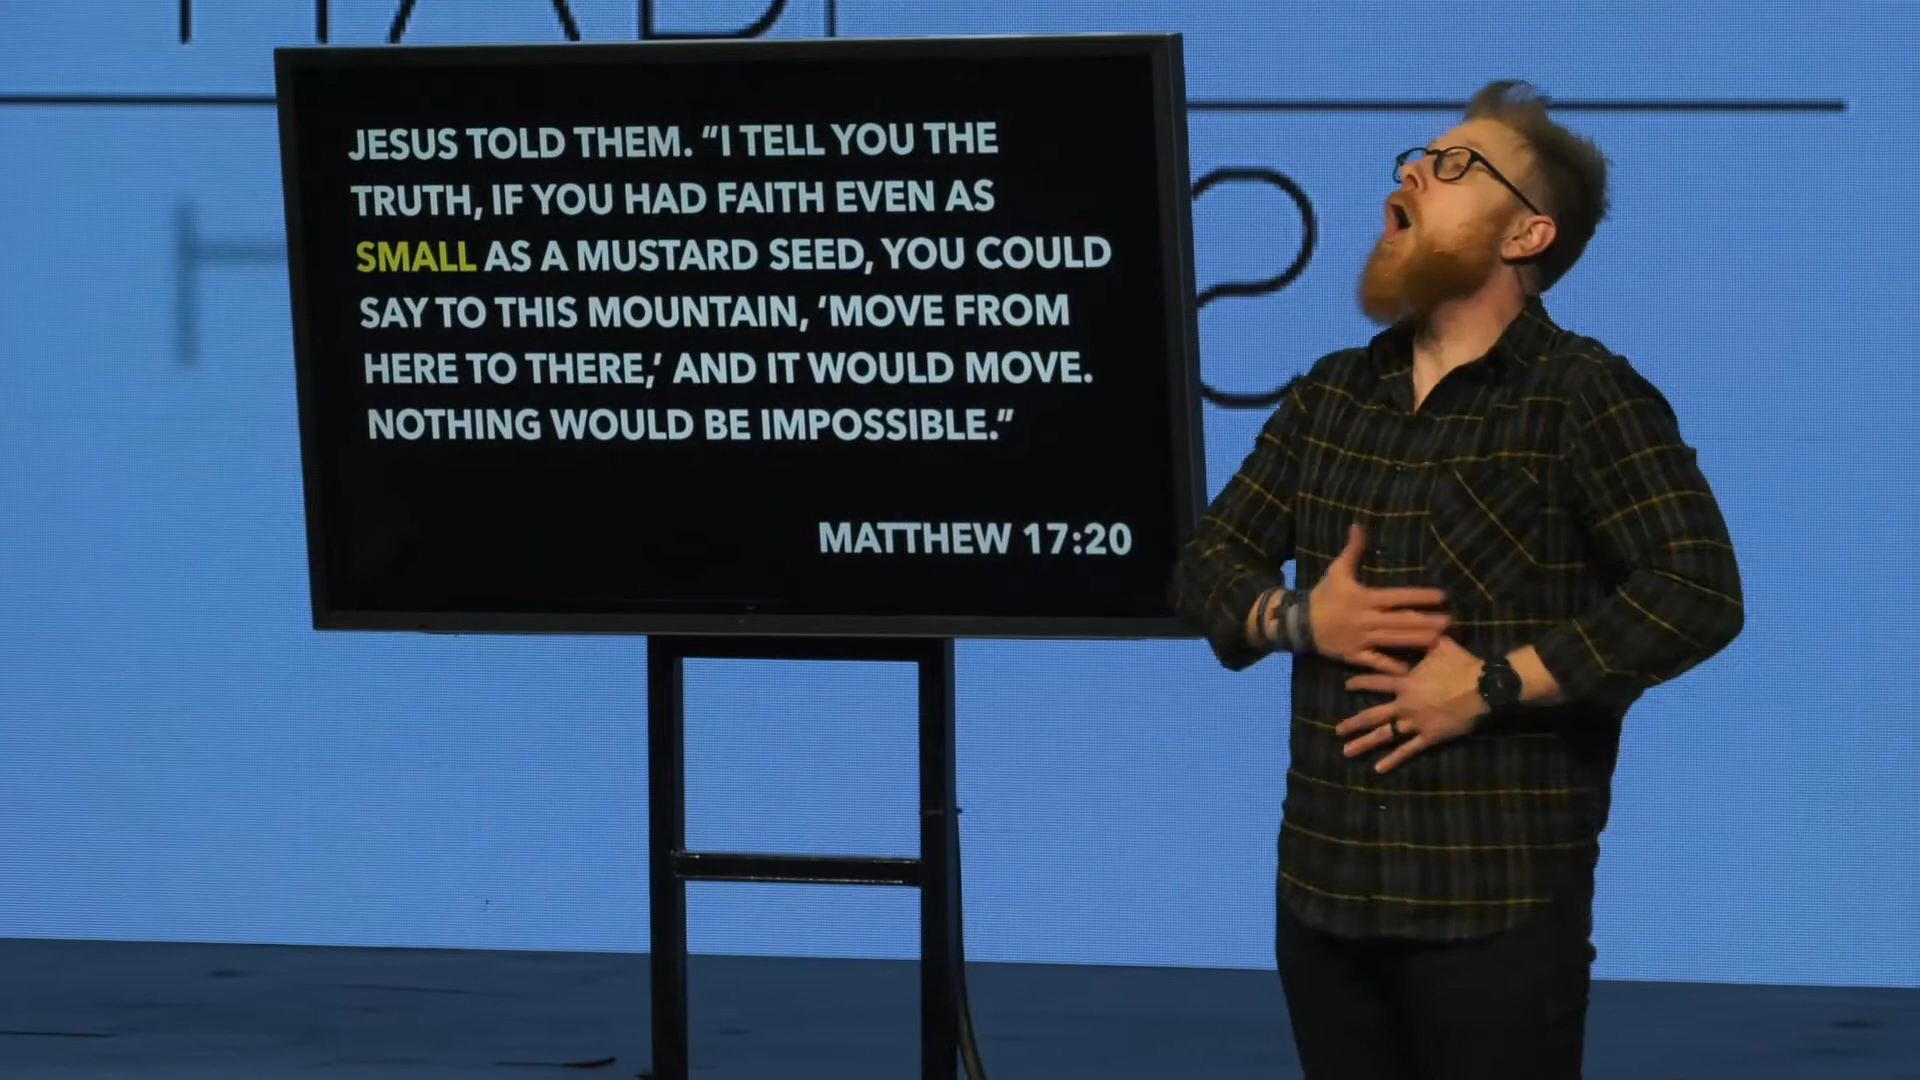 JESUS TOLD THEM. "I TELL YOU THE
TRUTH, IF YOU HAD FAITH EVEN AS
SMALL AS A MUSTARD SEED, YOU COULD
SAY TO THIS MOUNTAIN, 'MOVE FROM
HERE TO THERE,' AND IT WOULD MOVE.
NOTHING WOULD BE IMPOSSIBLE."
MATTHEW 17:20